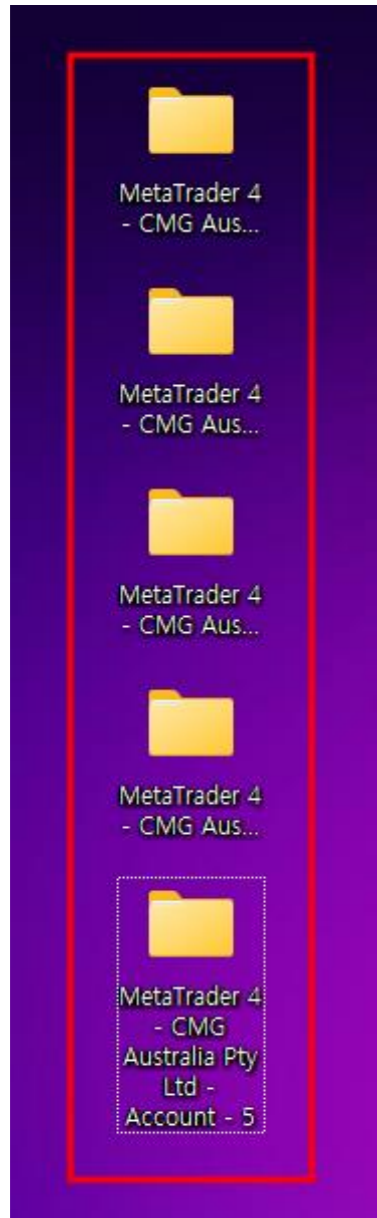 MetaTrader 4
- CMG Aus...
MetaTrader 4
- CMG Aus...
MetaTrader 4
- CMG Aus...
MetaTrader 4
- CMG Aus...
MetaTrader 4
- CMG
Australia Pty
Ltd -
Account - 5